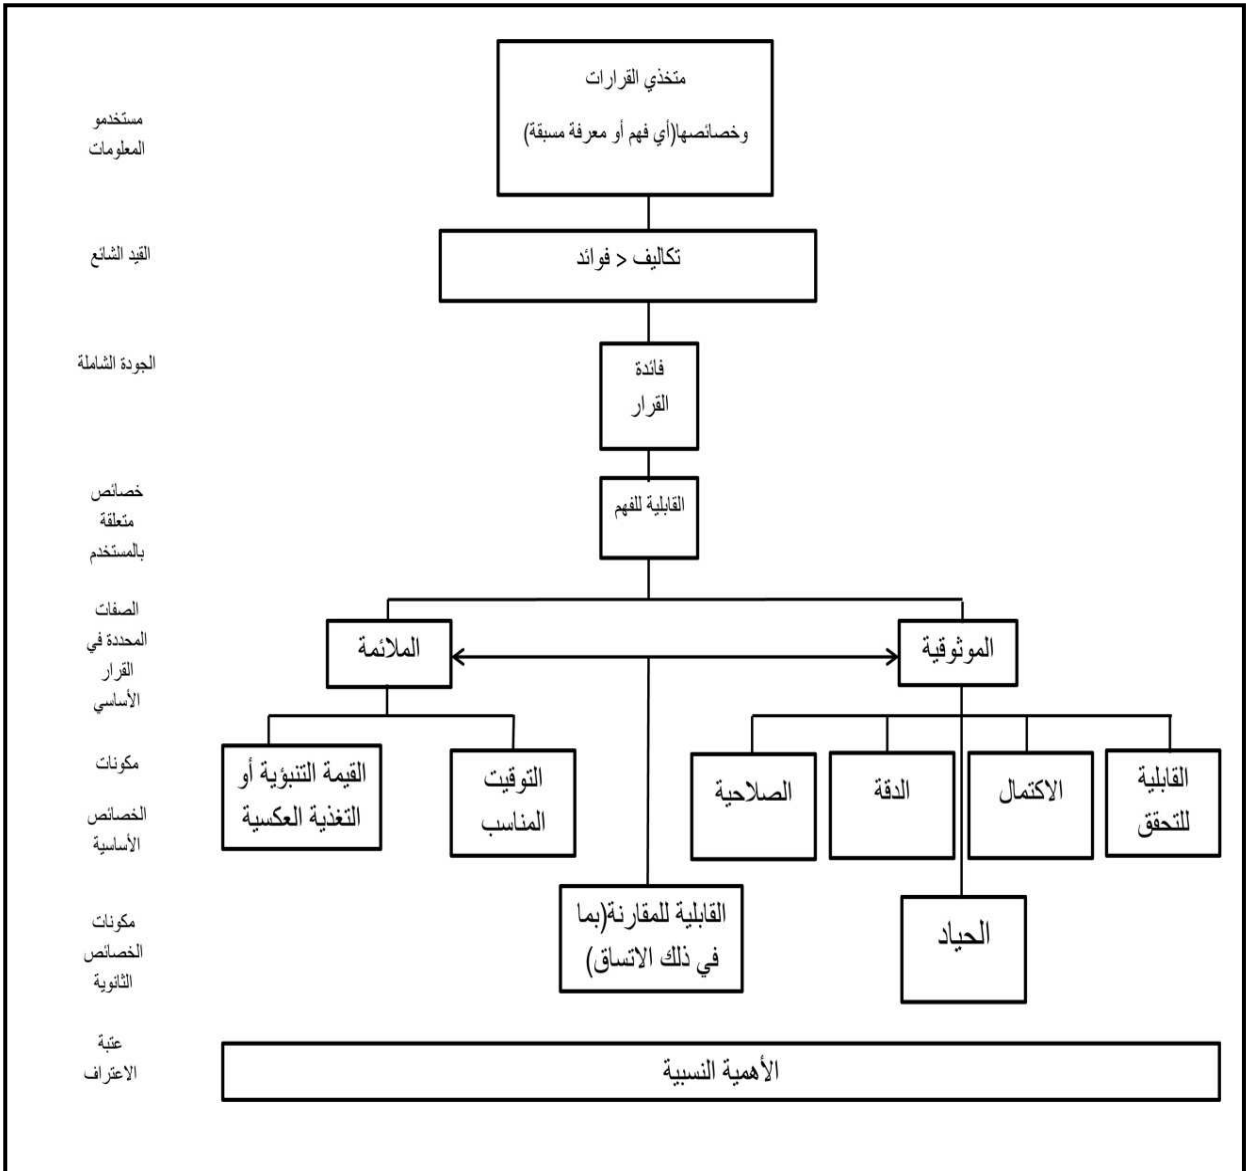 متخذي القرارات
وخصائصها(أي فهم أو معرفة مسبقة)
مستخدمو
المعلومات
تكاليف < فوائد
القيد الشائع
فائدة
القرار
الجودة الشاملة
القابلية للفهم
خصائص
متعلقة
بالمستخدم
الصفات
المحددة في
القرار
الأساسي
الموثوقية
الملائمة
القابلية
للتحقق
الاكتمال
الدقة
الصلاحية
التوقيت
المناسب
القيمة التنبؤية أو
التغذية العكسية
مكونات
الخصائص
الأساسية
الحياد
القابلية للمقارنة(بما
في ذلك الاتساق)
مكونات
الخصائص
الثانوية
عتبة
الاعتراف
الأهمية النسبية